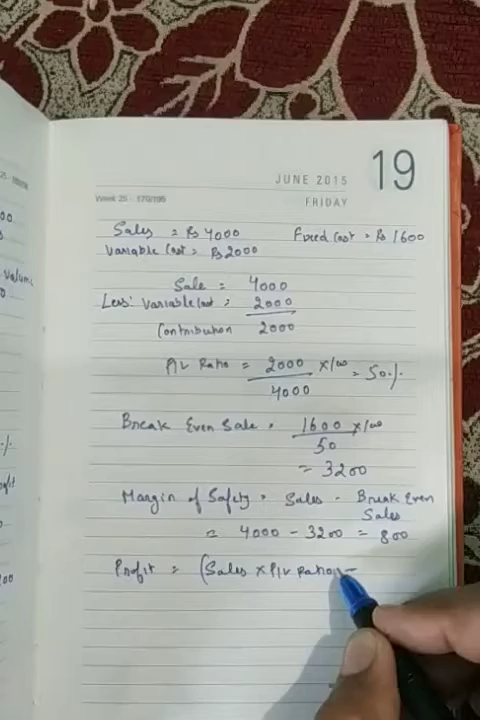 JUNE 2015 19
Week 25 - 170/195
FRIDAY
Sales = Rs 4000 Fixed Cost = Rs 1600
Variable Cost = Rs 2000
Sale = 4000
Less: Variable Cost = 2000
Contribution 2000
P/V Ratio = 2000 x 100 = 50%
4000
Break Even Sale = 1600 x 100
50
= 3200
Margin of Safety = Sales - Break Even
Sales
= 4000 - 3200 = 800
Profit = (Sales x P/V Ratio) -